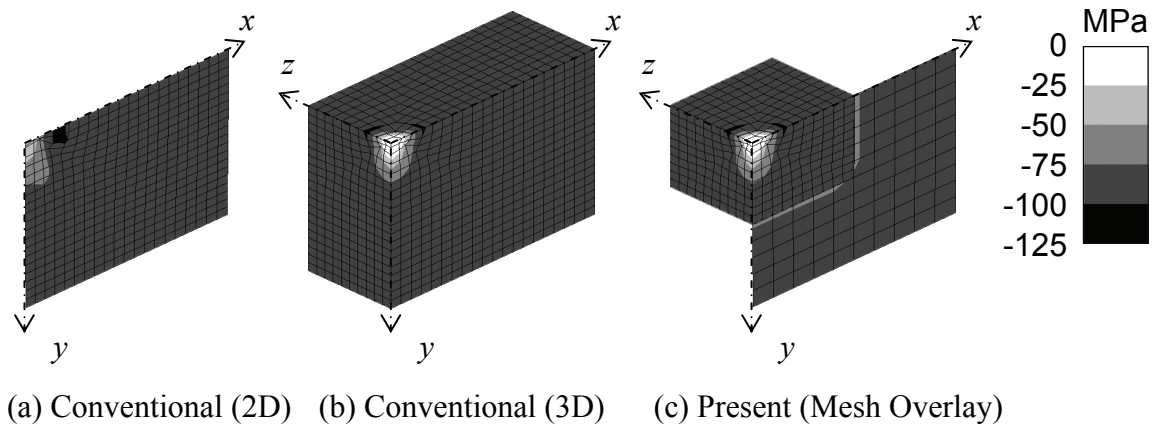 MPa
0
-25
-50
-75
-100
-125
x
y
x
z
y
x
z
y
(a) Conventional (2D) (b) Conventional (3D) (c) Present (Mesh Overlay)